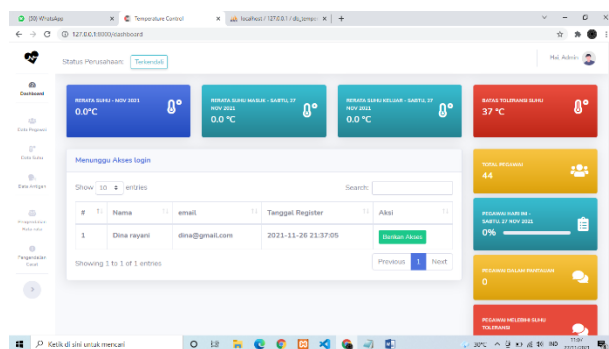 (30) WhatsApp
Temperature Control
localhost / 127.0.0.1 / db_temper
127.0.0.1:8000/dashboard
Status Perusahaan:
Terkendali
Hai, Admin
Dashboard
Data Pegawai
Data Suhu
Data Antigen
Pengendalian
Covid
RERATA SUHU - NOV 2021
0.0°C
RERATA SUHU MASUK - SABTU, 27
NOV 2021
0.0 °C
RERATA SUHU KELUAR - SABTU, 27
NOV 2021
0.0 °C
BATAS TOLERANSI SUHU
37 °C
Menunggu Akses login
Show 10 entries
Search:
# Nama email Tanggal Register Aksi
1 Dina rayani dina@gmail.com 2021-11-26 21:37:05 Berikan Akses
Showing 1 to 1 of 1 entries
Previous 1 Next
TOTAL PEGAWAI
44
PEGAWAI HARI INI -
SABTU, 27 NOV 2021
0%
PEGAWAI DALAM PANTAUAN
0
PEGAWAI MELEBIHI SUHU
TOLERANSI
Ketik di sini untuk mencari
30°C
IND